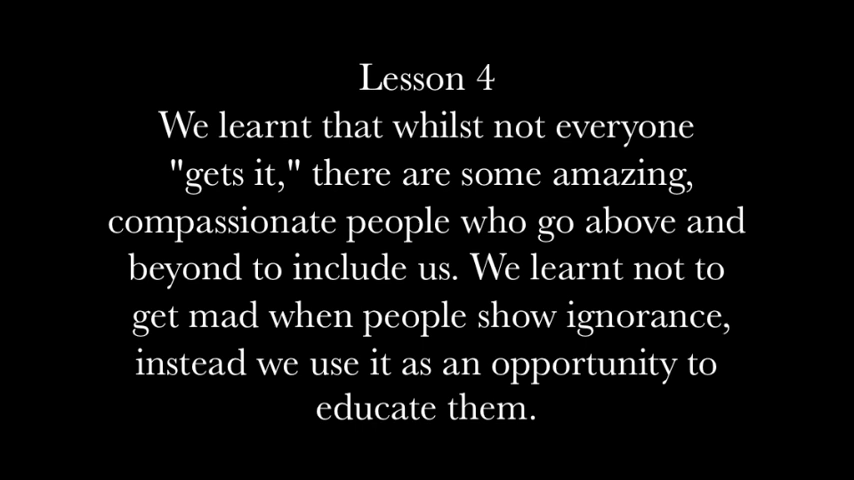 Lesson 4
We learnt that whilst not everyone
"gets it," there are some amazing,
compassionate people who go above and
beyond to include us. We learnt not to
get mad when people show ignorance,
instead we use it as an opportunity to
educate them.